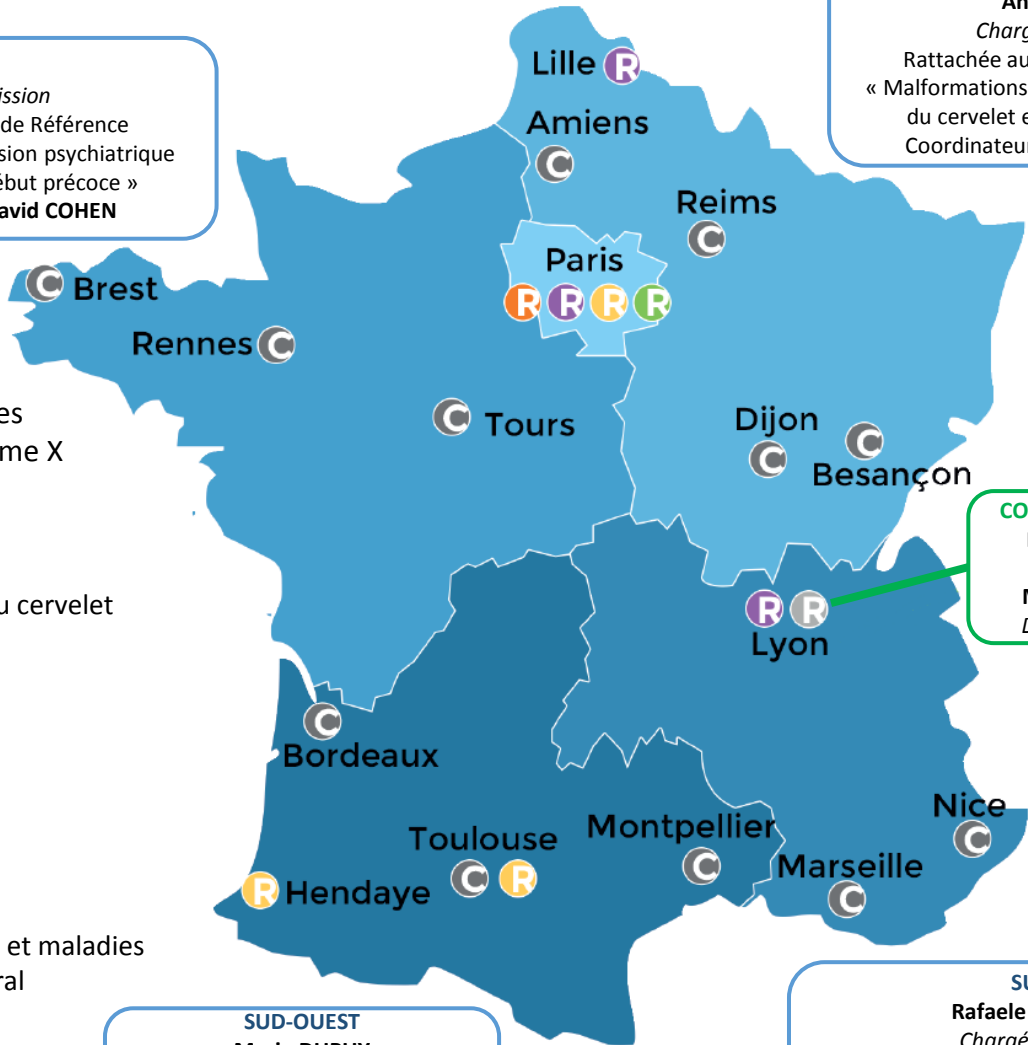 ission
de Référence
sion psychiatrique
ébut précoce »
avid COHEN
An
Charg
Rattachée au
« Malformations
du cervelet e
Coordinateur
Lille R
Amiens
C
Reims
C
Paris
R R R R
C Brest
Rennes C
C Tours
Dijon
C
C
Besançon
es
me X
u cervelet
et maladies
ral
CO
R R
Lyon
C
Bordeaux
Toulouse
C R
Montpellier
C
Nice
C
Marseille
C
R Hendaye
SUD-OUEST
SU
Rafaele
Chargé